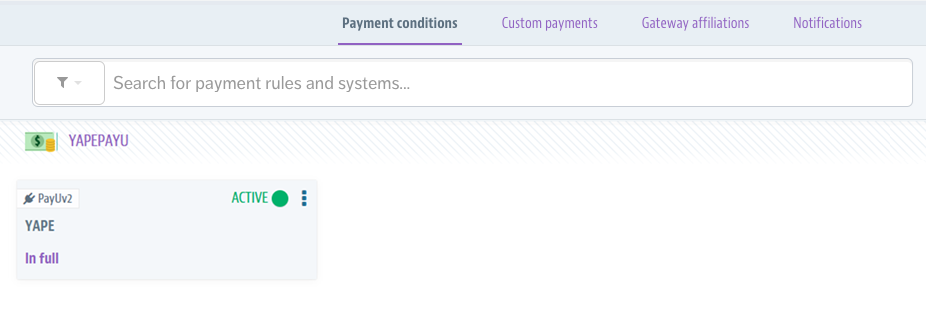 Payment conditions Custom payments Gateway affiliations Notifications
Search for payment rules and systems...
$ YAPEPAYU
PayUv2 ACTIVE
YAPE
In full